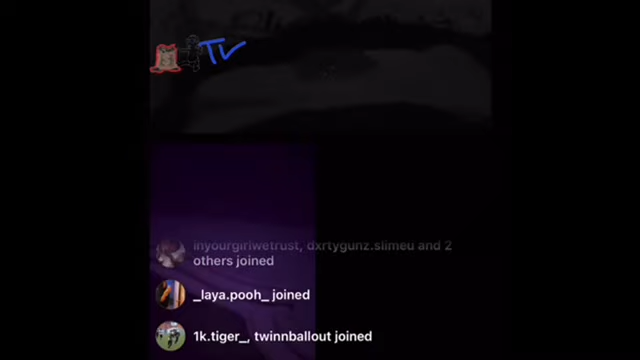 TV
inyourgirlwetrust, dxrtygunz.slimeu and 2
others joined
_laya.pooh_ joined
1k.tiger_, twinnballout joined